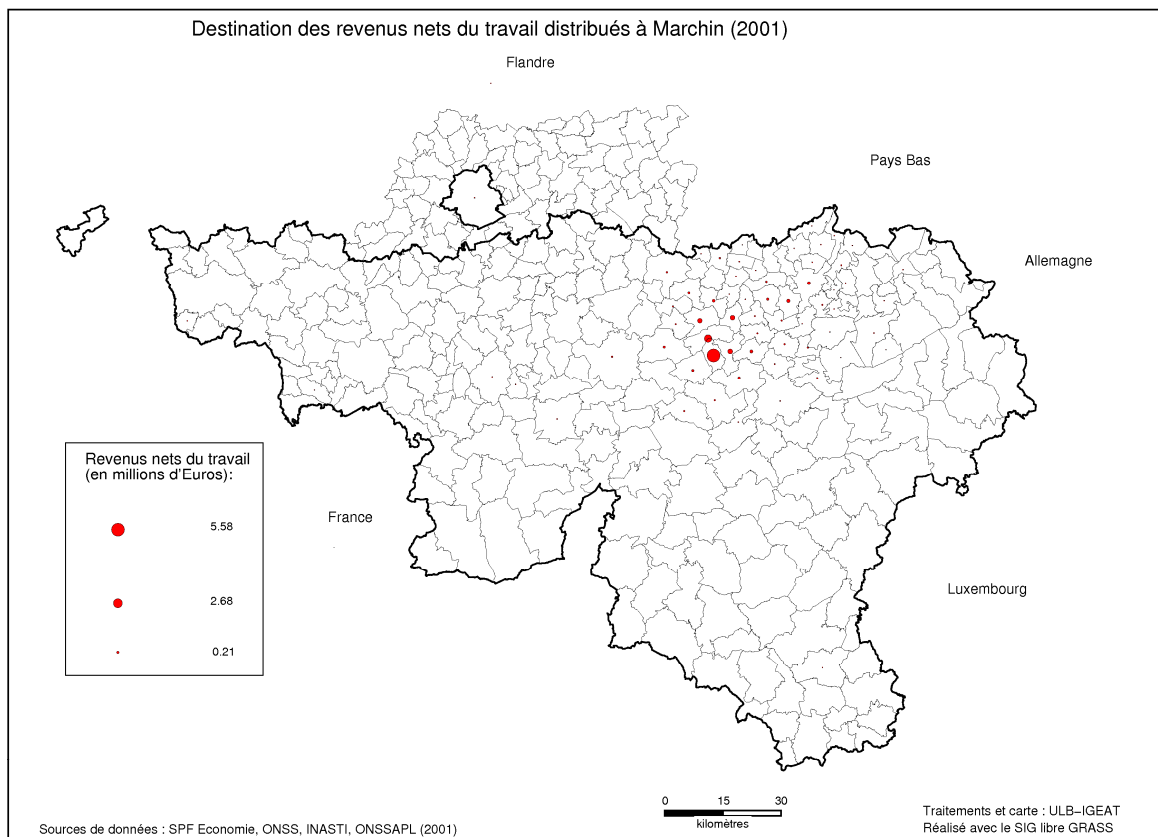 Destination des revenus nets du travail distribués à Marchin (2001)
Flandre
Pays Bas
Allemagne
Revenus nets du travail
(en millions d'Euros):
5.58
2.68
0.21
France
Luxembourg
0 15 30
kilomètres
Sources de données : SPF Economie, ONSS, INASTI, ONSSAPL (2001)
Traitements et carte : ULB−IGEAT
Réalisé avec le SIG libre GRASS